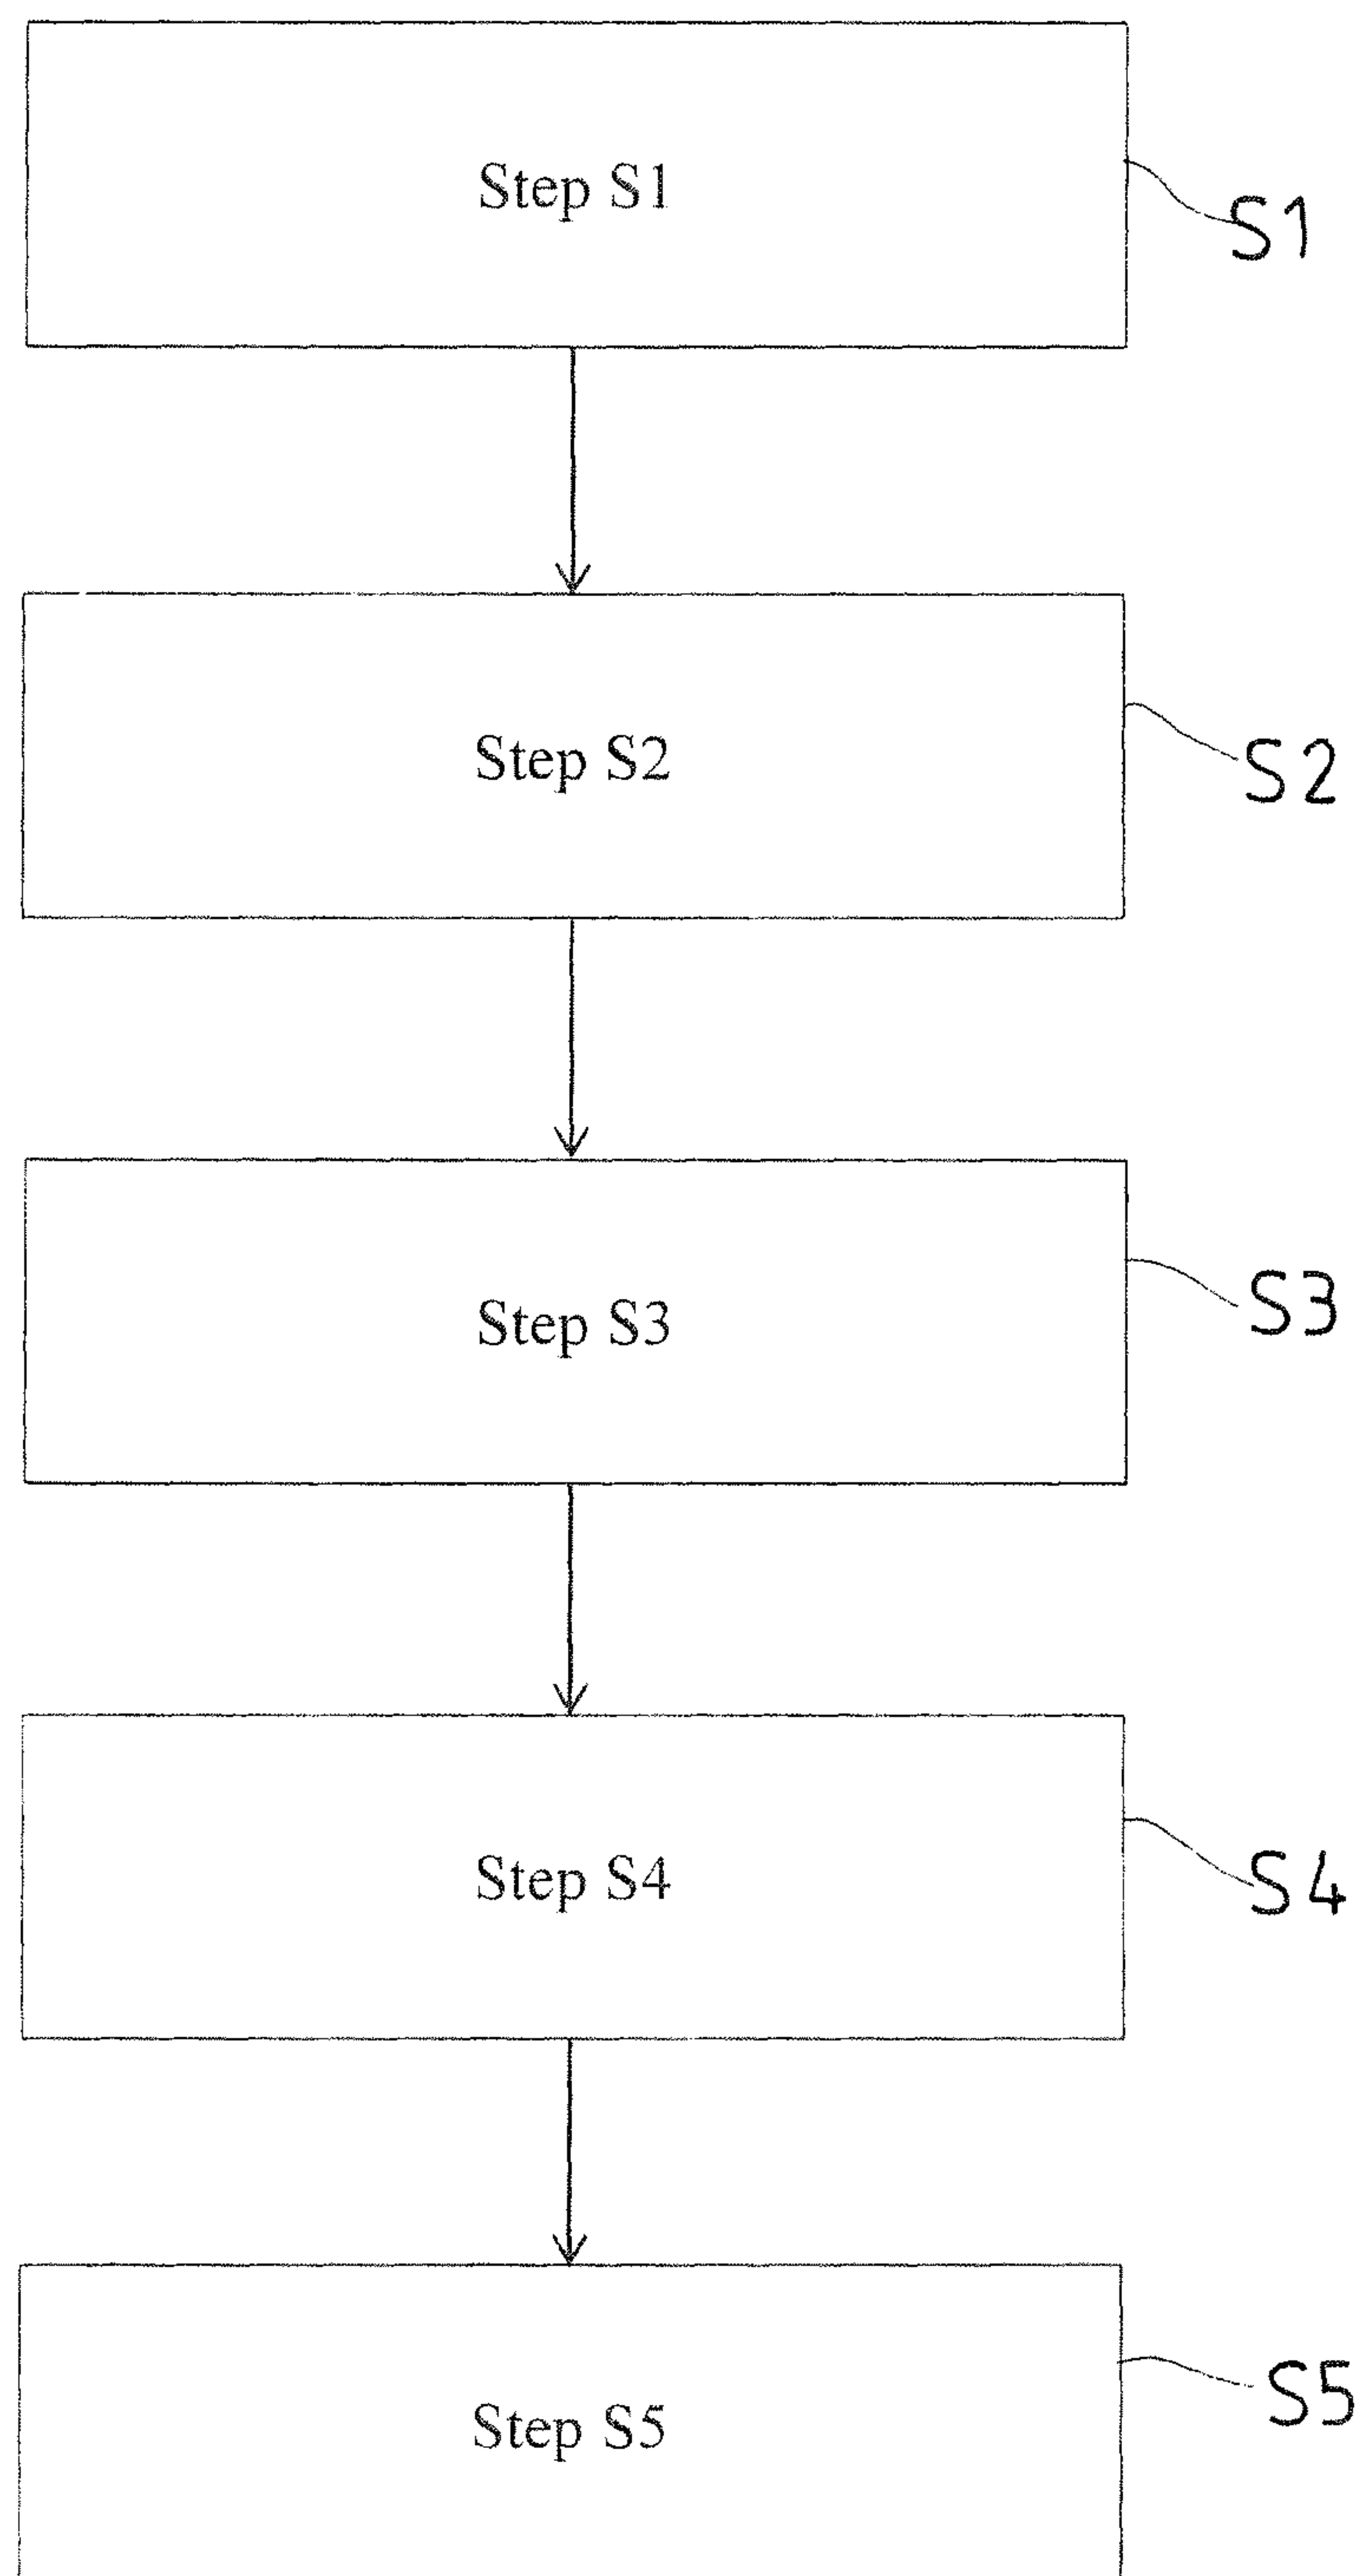 Step S1
S1
Step S2
S2
Step S3
S3
Step S4
S4
Step S5
S5